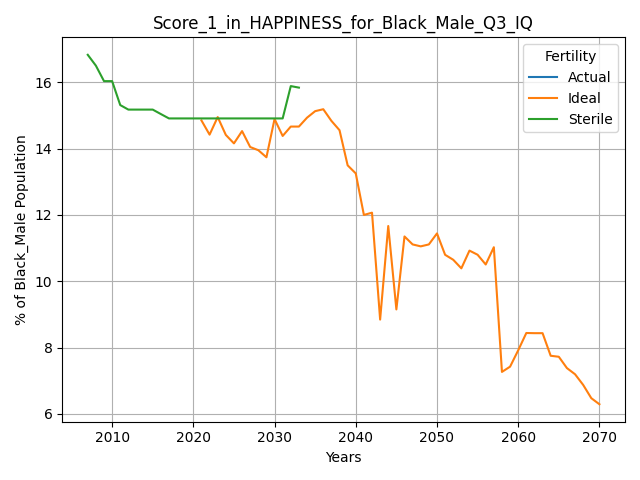 Score_1_in_HAPPINESS_for_Black_Male_Q3_IQ
Fertility
Actual
Ideal
Sterile
% of Black_Male Population
16
14
12
10
8
6
2010
2020
2030
2040
2050
2060
2070
Years